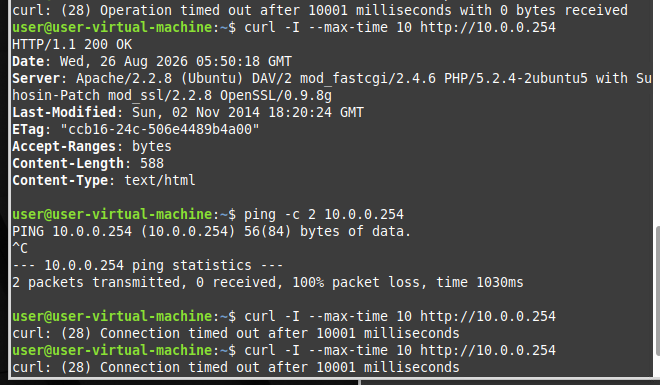 curl: (28) Operation timed out after 10001 milliseconds with 0 bytes received
user@user-virtual-machine:~$ curl -I --max-time 10 http://10.0.0.254
HTTP/1.1 200 OK
Date: Wed, 26 Aug 2026 05:50:18 GMT
Server: Apache/2.2.8 (Ubuntu) DAV/2 mod_fastcgi/2.4.6 PHP/5.2.4-2ubuntu5 with Su
hosin-Patch mod_ssl/2.2.8 OpenSSL/0.9.8g
Last-Modified: Sun, 02 Nov 2014 18:20:24 GMT
ETag: "ccb16-24c-506e4489b4a00"
Accept-Ranges: bytes
Content-Length: 588
Content-Type: text/html
user@user-virtual-machine:~$ ping -c 2 10.0.0.254
PING 10.0.0.254 (10.0.0.254) 56(84) bytes of data.
^C
--- 10.0.0.254 ping statistics ---
2 packets transmitted, 0 received, 100% packet loss, time 1030ms
user@user-virtual-machine:~$ curl -I --max-time 10 http://10.0.0.254
curl: (28) Connection timed out after 10001 milliseconds
user@user-virtual-machine:~$ curl -I --max-time 10 http://10.0.0.254
curl: (28) Connection timed out after 10001 milliseconds